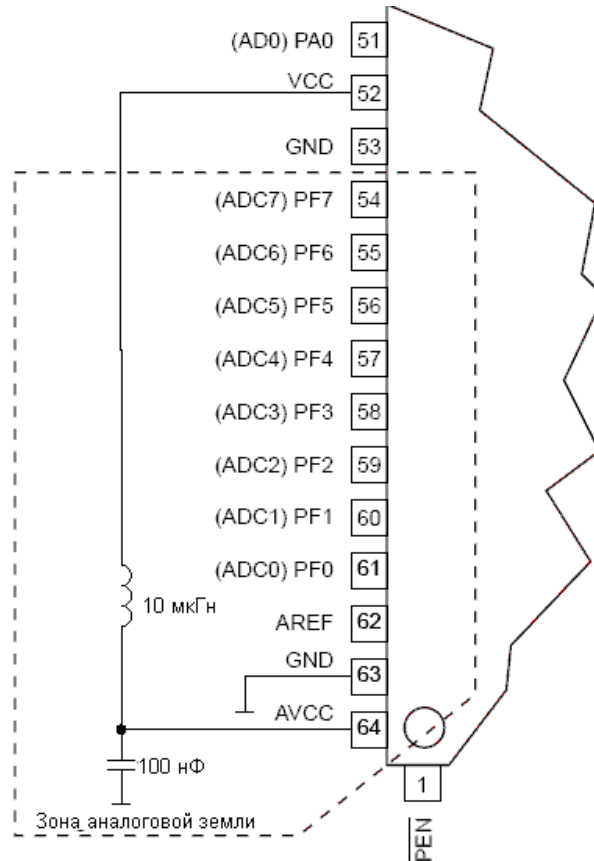 (AD0) PA0 51
VCC 52
GND 53
(ADC7) PF7 54
(ADC6) PF6 55
(ADC5) PF5 56
(ADC4) PF4 57
(ADC3) PF3 58
(ADC2) PF2 59
(ADC1) PF1 60
(ADC0) PF0 61
10 мкГн
AREF 62
GND 63
AVCC 64
100 нФ
1
Зона аналоговой земли
PEN